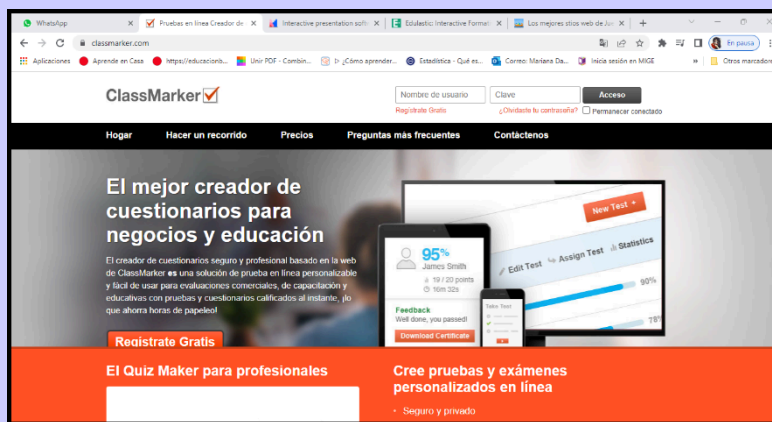 WhatsApp
Pruebas en línea Creador de
Interactive presentation softw
Edulastic: Interactive Formati
Los mejores sitios web de Jue
classmarker.com
En pausa
Aplicaciones
Aprende en Casa
https://educacionb...
Unir PDF - Combin...
¿Cómo aprender...
Estadística - Qué es...
Correo: Mariana Da...
Inicia sesión en MIGE
»
Otros marcadores
ClassMarker
Nombre de usuario
Clave
Acceso
Regístrate Gratis
¿Olvidaste tu contraseña?
Permanecer conectado
Hogar
Hacer un recorrido
Precios
Preguntas más frecuentes
Contáctenos
El mejor creador de
cuestionarios para
negocios y educación
El creador de cuestionarios seguro y profesional basado en la web
de ClassMarker es una solución de prueba en línea personalizable
y fácil de usar para evaluaciones comerciales, de capacitación y
educativas con pruebas y cuestionarios calificados al instante, ¡lo
que ahorra horas de papeleo!
Regístrate Gratis
New Test +
Edit Test
Assign Test
Statistics
90%
78%
95%
James Smith
19 / 20 points
10m 32s
Feedback
Well done, you passed!
Download Certificate
Take Test
El Quiz Maker para profesionales
Cree pruebas y exámenes
personalizados en línea
• Seguro y privado